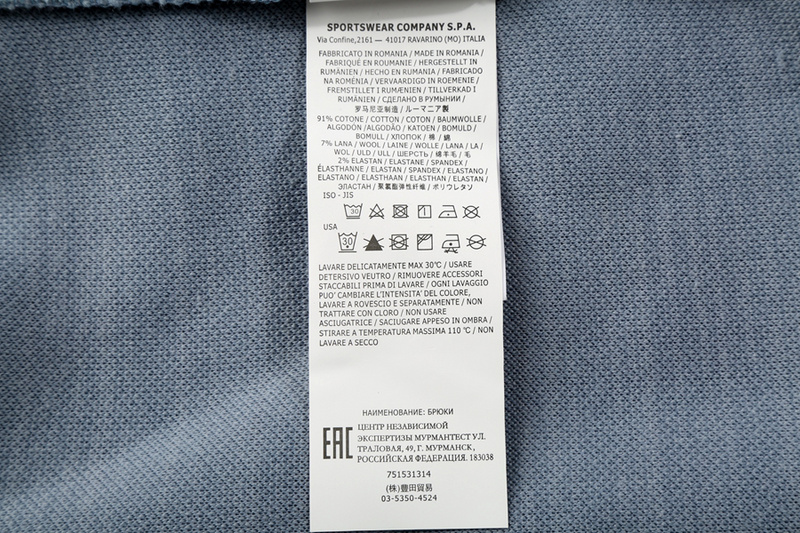 SPORTSWEAR COMPANY S.P.A.
Via Confine,2161 — 41017 RAVARINO (MO) ITALIA
FABBRICATO IN ROMANIA / MADE IN ROMANIA /
FABRIQUÉ EN ROUMANIE / HERGESTELLT IN
RUMÄNIEN / HECHO EN RUMANIA / FABRICADO
NA ROMÉNIA / VERVAARDIGD IN ROEMENIE /
FREMSTILLET I RUMÆNIEN / TILLVERKAD I
RUMÄNIEN / СДЕЛАНО В РУМЫНИИ /
罗马尼亚制造 / ルーマニア製
91% COTONE / COTTON / COTON / BAUMWOLLE /
ALGODÓN /ALGODÃO / KATOEN / BOMULD /
BOMULL / ХЛОПОК / 棉 / 綿
7% LANA / WOOL / LAINE / WOLLE / LANA / LA /
WOL / ULD / ULL / ШЕРСТЬ / 绵羊毛 / 毛
2% ELASTAN / ELASTANE / SPANDEX /
ÉLASTHANNE / ELASTAN / SPANDEX / ELASTANO /
ELASTANO / ELASTHAAN / ELASTHAN / ELASTAN /
ЭЛАСТАН / 聚氨酯弹性纤维 / ポリウレタソ
ISO - JIS
30
USA
30
LAVARE DELICATAMENTE MAX 30℃ / USARE
DETERSIVO VEUTRO / RIMUOVERE ACCESSORI
STACCABILI PRIMA DI LAVARE / OGNI LAVAGGIO
PUO' CAMBIARE L'INTENSITA' DEL COLORE,
LAVARE A ROVESCIO E SEPARATAMENTE / NON
TRATTARE CON CLORO / NON USARE
ASCIUGATRICE / SACIUGARE APPESO IN OMBRA /
STIRARE A TEMPERATURA MASSIMA 110 ℃ / NON
LAVARE A SECCO
НАИМЕНОВАНИЕ: БРЮКИ
EAC
ЦЕНТР НЕЗАВИСИМОЙ
ЭКСПЕРТИЗЫ МУРМАНТЕСТ УЛ.
ТРАЛОВАЯ, 49, Г. МУРМАНСК,
РОССИЙСКАЯ ФЕДЕРАЦИЯ. 183038
751531314
(株)豊田貿易
03-5350-4524